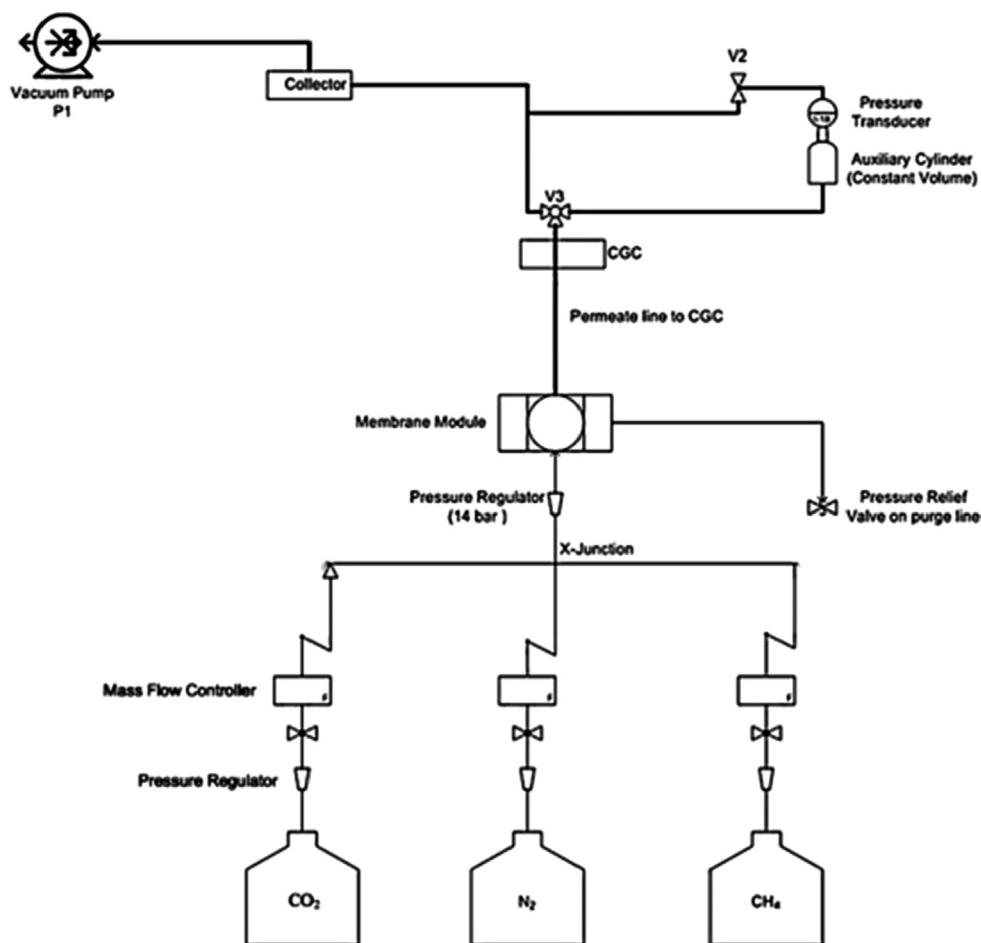 Vacuum Pump
P1
Collector
V2
Pressure
Transducer
Auxiliary Cylinder
(Constant Volume)
V3
CGC
Permeate line to CGC
Membrane Module
Pressure Regulator
(14 bar )
Pressure Relief
Valve on purge line
X-Junction
Mass Flow Controller
Pressure Regulator
CO₂
N₂
CH₄